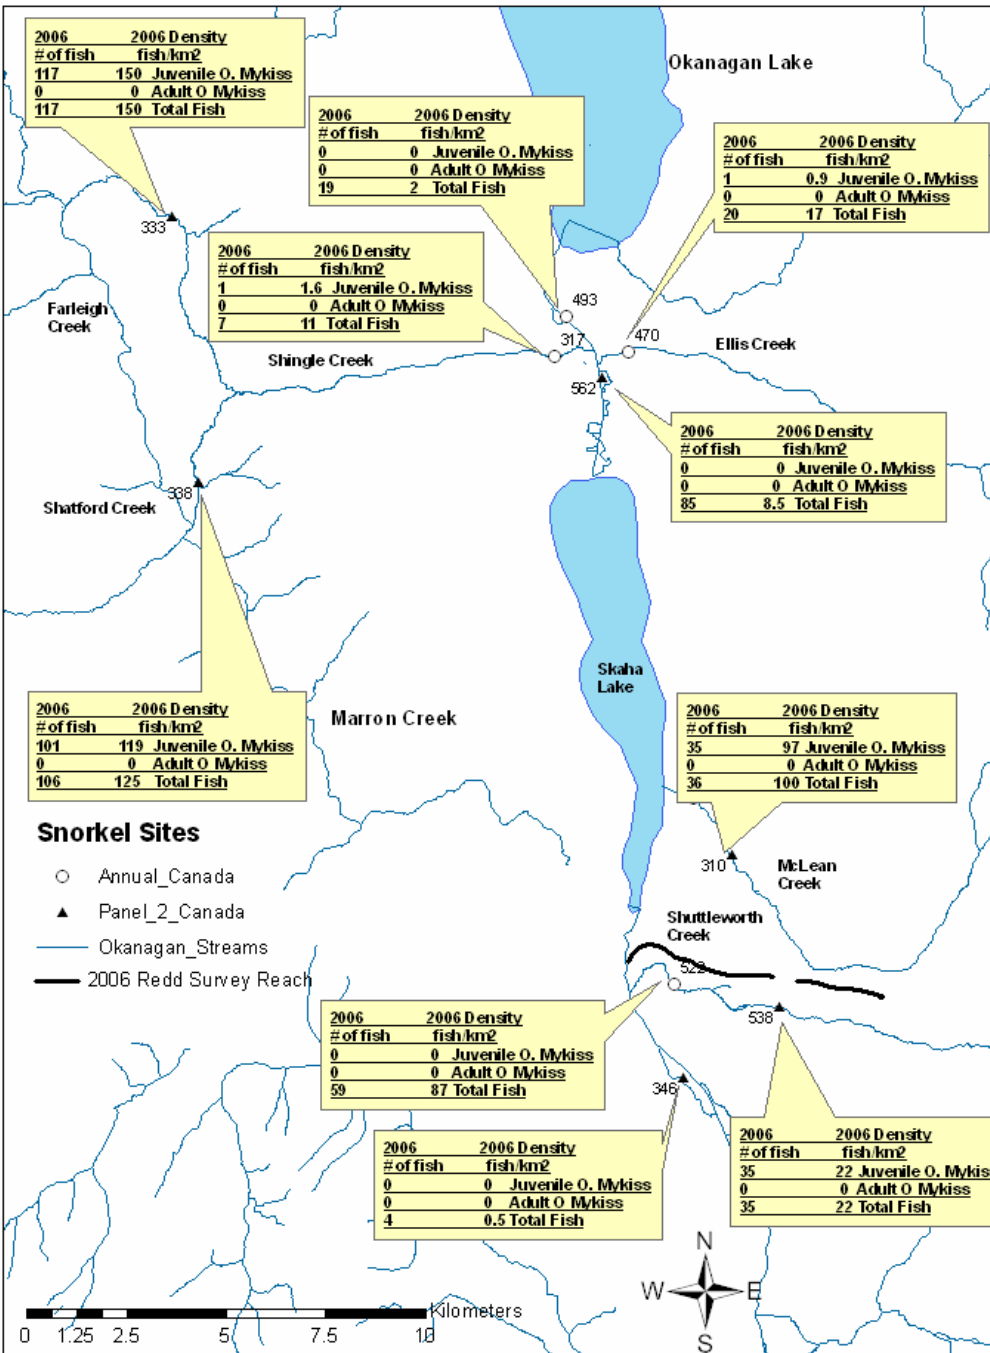 2006 2006 Density
# of fish fish/km2
117 150 Juvenile O. Mykiss
0 0 Adult O Mykiss
117 150 Total Fish
Okanagan Lake
2006 2006 Density
# of fish fish/km2
0 0 Juvenile O. Mykiss
0 0 Adult O Mykiss
19 2 Total Fish
2006 2006 Density
# of fish fish/km2
1 0.9 Juvenile O. Mykiss
0 0 Adult O Mykiss
20 17 Total Fish
333
2006 2006 Density
# of fish fish/km2
1 1.6 Juvenile O. Mykiss
0 0 Adult O Mykiss
7 11 Total Fish
Farleigh
Creek
493
317
470
Ellis Creek
Shingle Creek
562
2006 2006 Density
# of fish fish/km2
0 0 Juvenile O. Mykiss
0 0 Adult O Mykiss
85 8.5 Total Fish
338
Shatford Creek
Skaha
Lake
2006 2006 Density
# of fish fish/km2
101 119 Juvenile O. Mykiss
0 0 Adult O Mykiss
106 125 Total Fish
Marron Creek
2006 2006 Density
# of fish fish/km2
35 97 Juvenile O. Mykiss
0 0 Adult O Mykiss
36 100 Total Fish
Snorkel Sites
Annual_Canada
Panel_2_Canada
Okanagan_Streams
2006 Redd Survey Reach
310
McLean
Creek
Shuttleworth
Creek
522
538
2006 2006 Density
# of fish fish/km2
0 0 Juvenile O. Mykiss
0 0 Adult O Mykiss
59 87 Total Fish
346
2006 2006 Density
# of fish fish/km2
0 0 Juvenile O. Mykiss
0 0 Adult O Mykiss
4 0.5 Total Fish
2006 2006 Density
# of fish fish/km2
35 22 Juvenile O. Mykis
0 0 Adult O Mykiss
35 22 Total Fish
N
W E
S
Kilometers
0 1.25 2.5 5 7.5 10